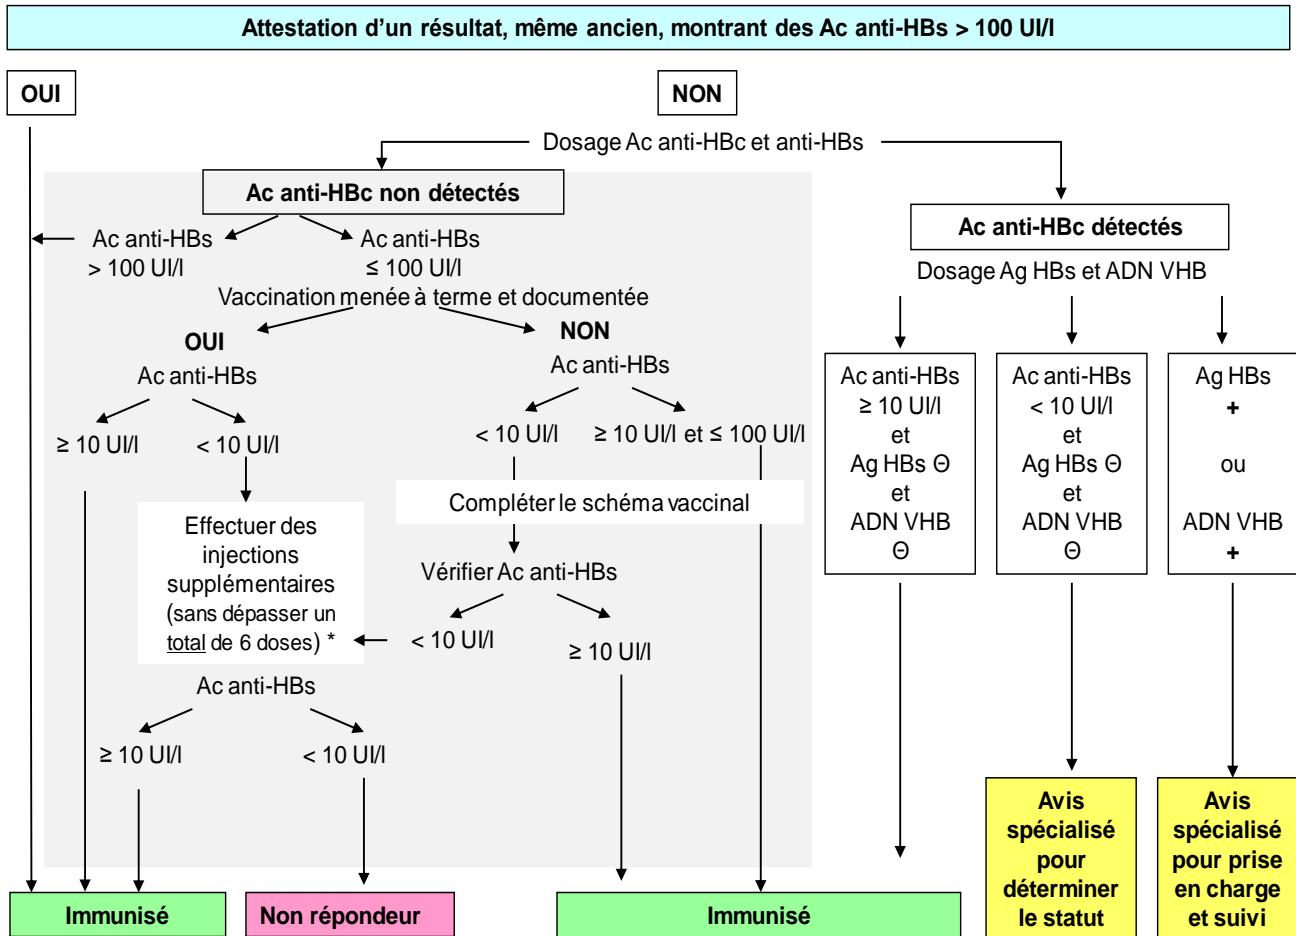 Attestation d’un résultat, même ancien, montrant des Ac anti-HBs > 100 UI/l
OUI
NON
Dosage Ac anti-HBc et anti-HBs
Ac anti-HBc non détectés
Ac anti-HBs
> 100 UI/l
Ac anti-HBs
≤ 100 UI/l
Vaccination menée à terme et documentée
OUI
Ac anti-HBs
≥ 10 UI/l
< 10 UI/l
Effectuer des
injections
supplémentaires
(sans dépasser un
total de 6 doses) *
Ac anti-HBs
≥ 10 UI/l
< 10 UI/l
NON
Ac anti-HBs
< 10 UI/l
≥ 10 UI/l et ≤ 100 UI/l
Compléter le schéma vaccinal
Vérifier Ac anti-HBs
< 10 UI/l
≥ 10 UI/l
Ac anti-HBc détectés
Dosage Ag HBs et ADN VHB
Ac anti-HBs
≥ 10 UI/l
et
Ag HBs Θ
et
ADN VHB
Θ
Ac anti-HBs
< 10 UI/l
et
Ag HBs Θ
et
ADN VHB
Θ
Ag HBs
+
ou
ADN VHB
+
Immunisé
Non répondeur
Immunisé
Avis
spécialisé
pour
déterminer
le statut
Avis
spécialisé
pour prise
en charge
et suivi